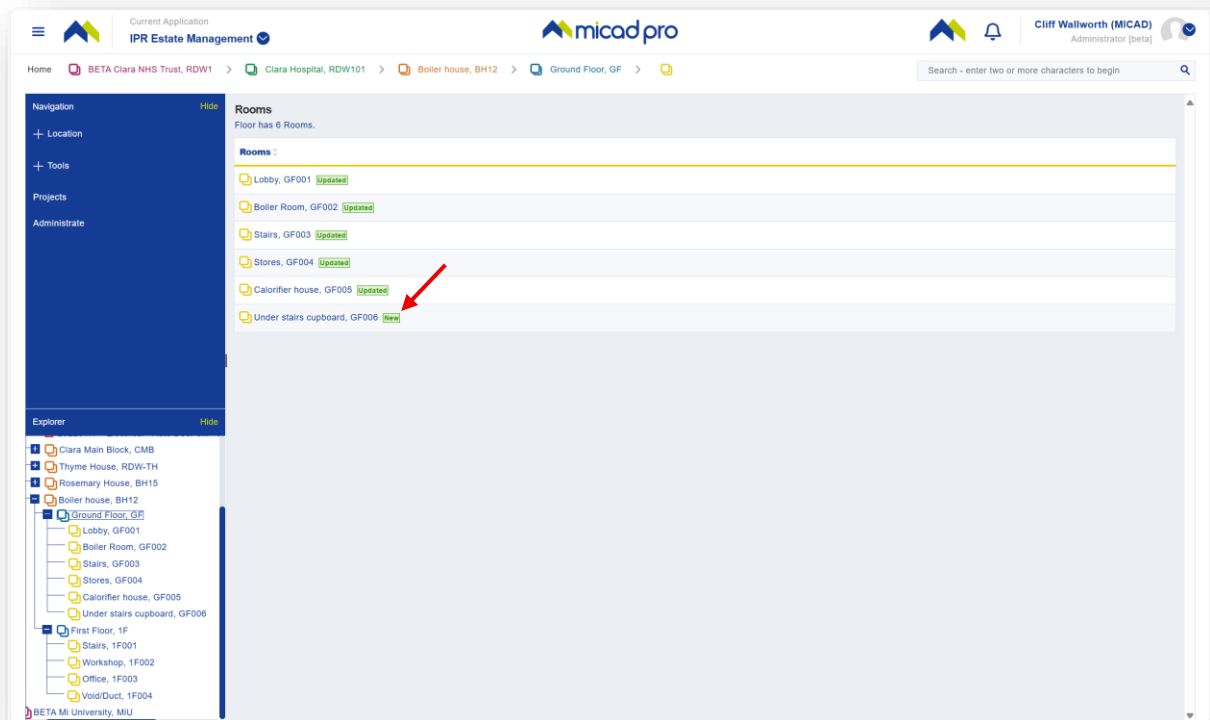 Current Application
IPR Estate Management
micad pro
Cliff Wallworth (MICAD)
Administrator [beta]
Home BETA Clara NHS Trust, RDW1 > Clara Hospital, RDW101 > Boiler house, BH12 > Ground Floor, GF >
Search - enter two or more characters to begin
Navigation Hide
+ Location
+ Tools
Projects
Administrate
Rooms
Floor has 6 Rooms.
Rooms
Lobby, GF001 Updated
Boiler Room, GF002 Updated
Stairs, GF003 Updated
Stores, GF004 Updated
Calorifier house, GF005 Updated
Under stairs cupboard, GF006 New
Explorer Hide
Clara Main Block, CMB
Thyme House, RDW-TH
Rosemary House, BH15
Boiler house, BH12
Ground Floor, GF
Lobby, GF001
Boiler Room, GF002
Stairs, GF003
Stores, GF004
Calorifier house, GF005
Under stairs cupboard, GF006
First Floor, 1F
Stairs, 1F001
Workshop, 1F002
Office, 1F003
Void/Duct, 1F004
BETA Mi University, MiU